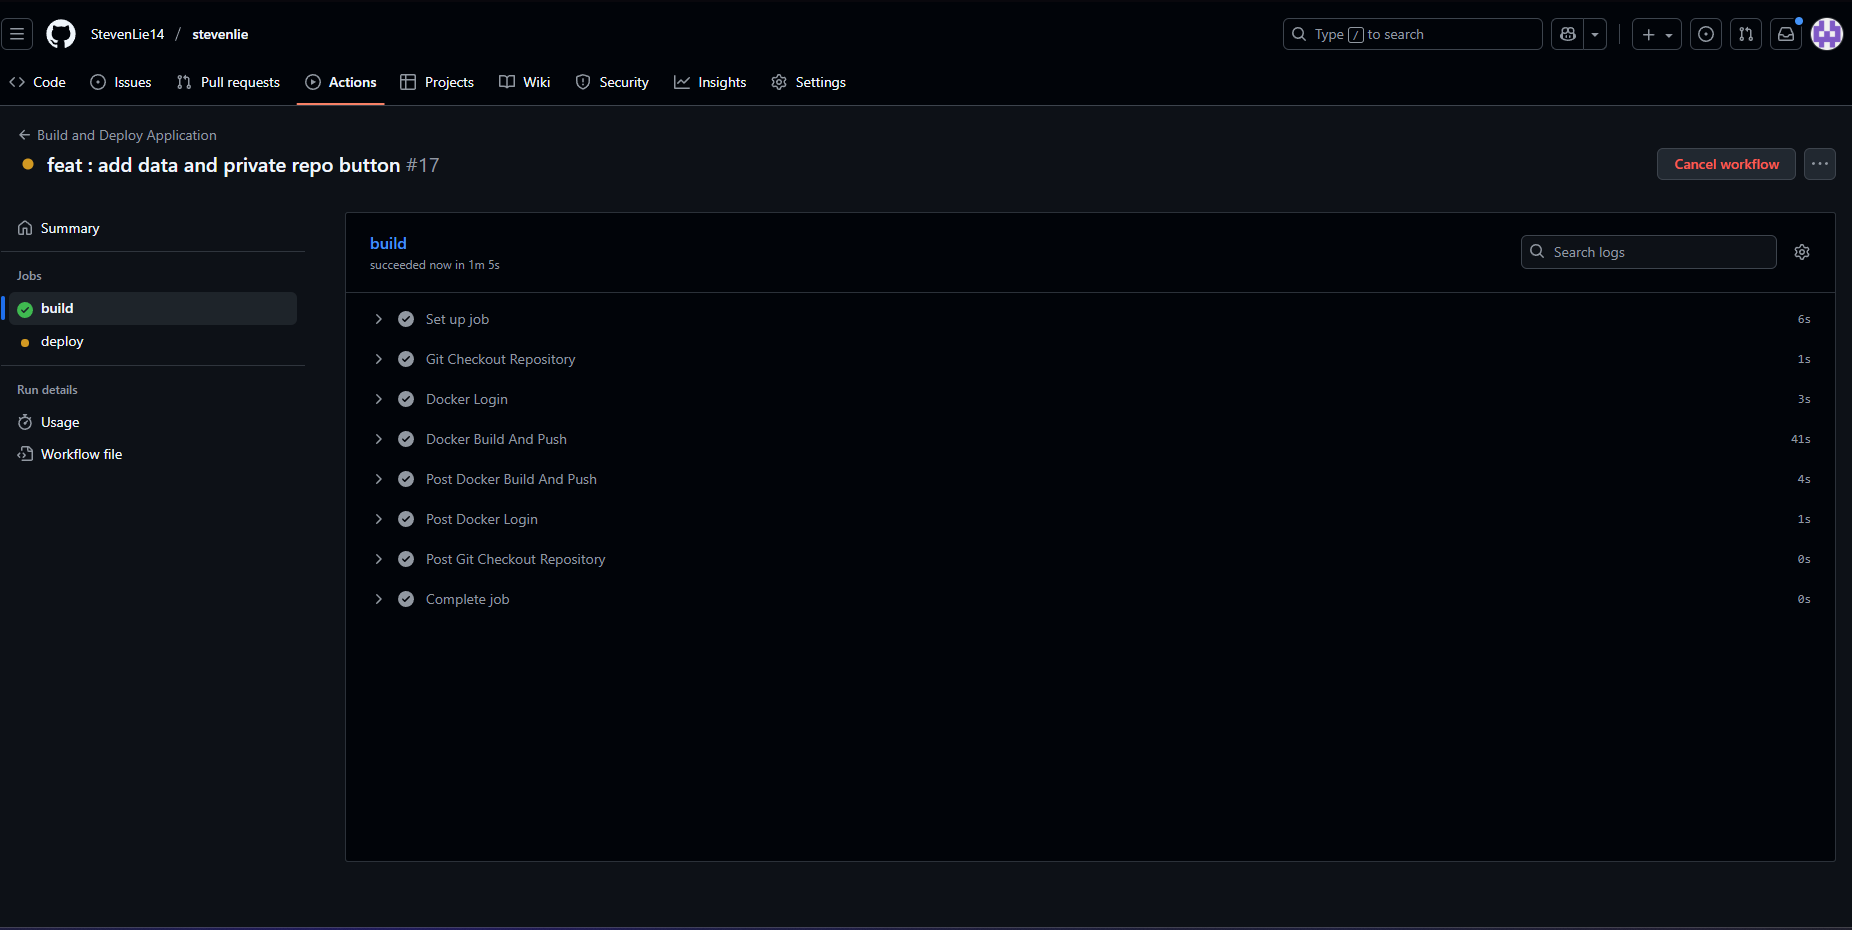 StevenLie14 / stevenlie
Type / to search
Code Issues Pull requests Actions Projects Wiki Security Insights Settings
Build and Deploy Application
feat : add data and private repo button #17
Cancel workflow
Summary
Jobs
build
deploy
Run details
Usage
Workflow file
build
succeeded now in 1m 5s
Search logs
Set up job 6s
Git Checkout Repository 1s
Docker Login 3s
Docker Build And Push 41s
Post Docker Build And Push 4s
Post Docker Login 1s
Post Git Checkout Repository 0s
Complete job 0s